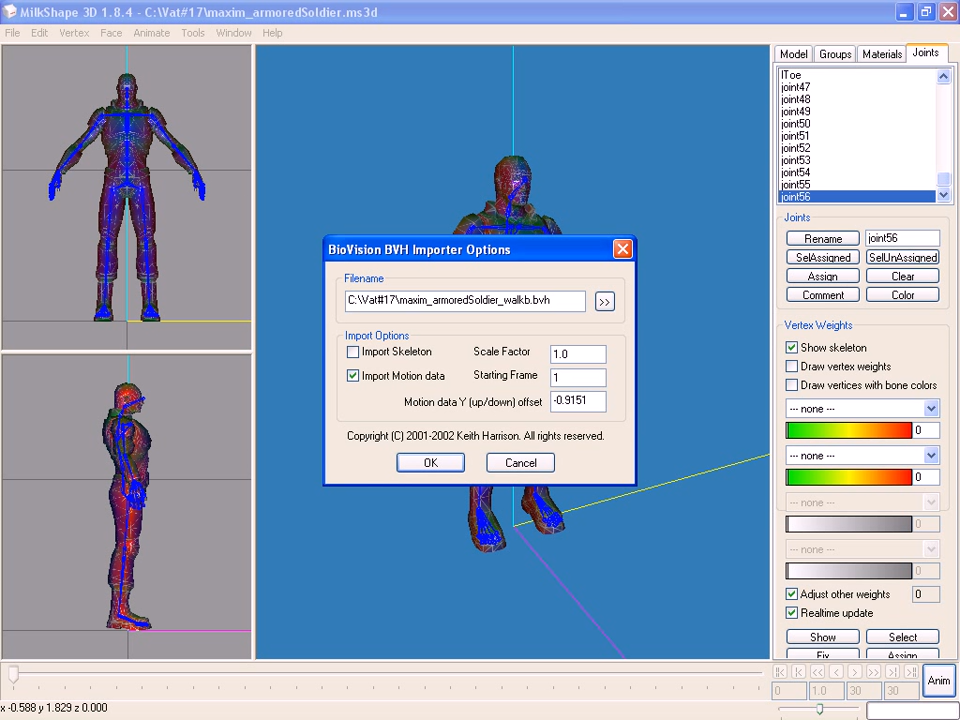 MilkShape 3D 1.8.4 - C:\Vat#17\maxim_armoredSoldier.ms3d
File Edit Vertex Face Animate Tools Window Help
Model Groups Materials Joints
lToe
joint47
joint48
joint49
joint50
joint51
joint52
joint53
joint54
joint55
joint56
Joints
Rename joint56
SelAssigned SelUnAssigned
Assign Clear
Comment Color
Vertex Weights
Show skeleton
Draw vertex weights
Draw vertices with bone colors
--- none ---
0
--- none ---
0
--- none ---
0
--- none ---
0
Adjust other weights 0
Realtime update
Show Select
Fix Assign
BioVision BVH Importer Options
Filename
C:\Vat#17\maxim_armoredSoldier_walkb.bvh >>
Import Options
Import Skeleton Scale Factor 1.0
Import Motion data Starting Frame 1
Motion data Y (up/down) offset -0.9151
Copyright (C) 2001-2002 Keith Harrison. All rights reserved.
OK Cancel
0 1.0 30 30 Anim
x -0.588 y 1.829 z 0.000